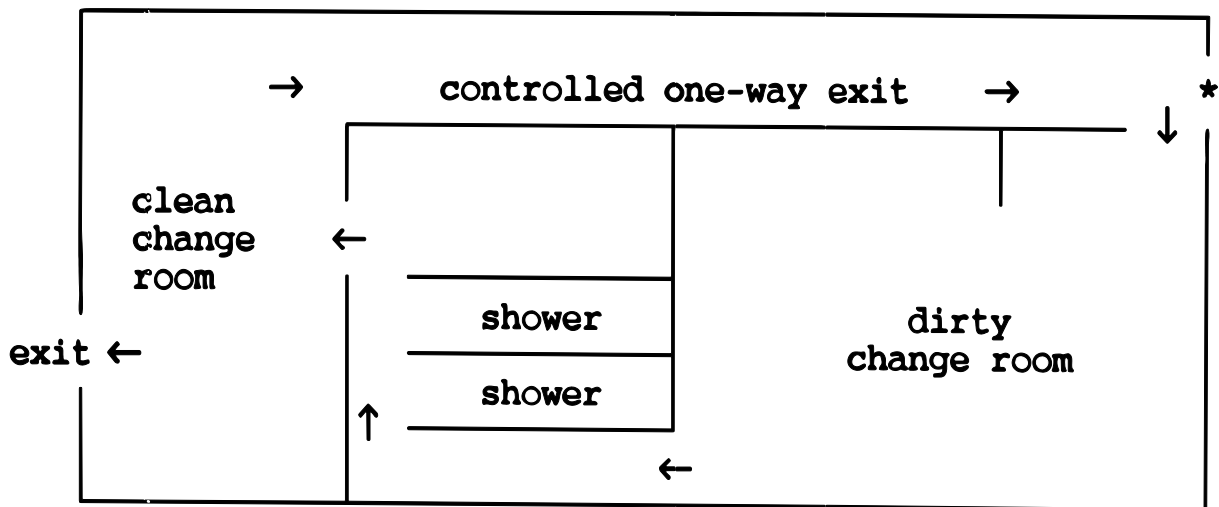 → controlled one-way exit → *
↓
clean
change ←
room
shower
dirty
exit ← change room
shower
↑
←